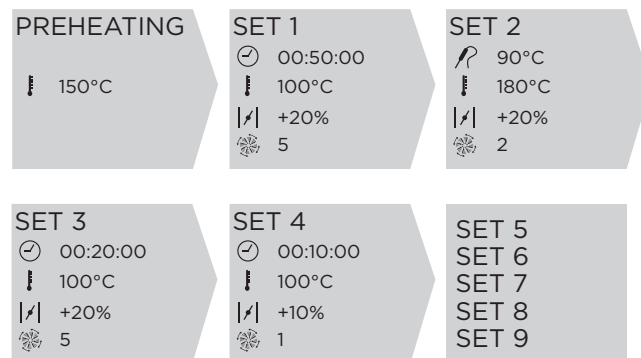 PREHEATING
150°C
SET 1
00:50:00
100°C
+20%
5
SET 2
90°C
180°C
+20%
2
SET 3
00:20:00
100°C
+20%
5
SET 4
00:10:00
100°C
+10%
1
SET 5
SET 6
SET 7
SET 8
SET 9